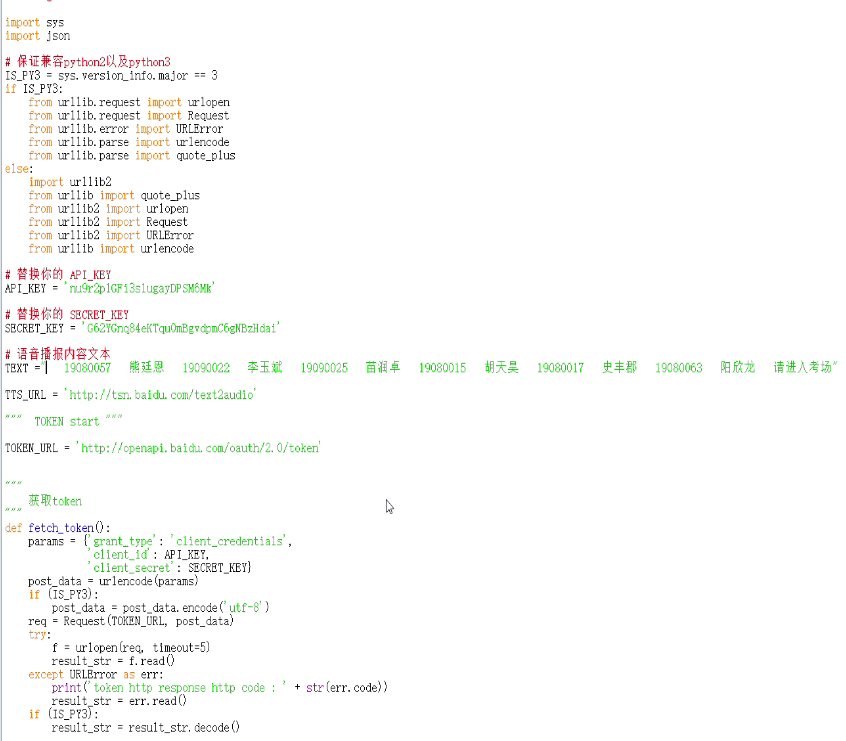 import sys
import json
# 保证兼容python2以及python3
IS_PY3 = sys.version_info.major == 3
if IS_PY3:
    from urllib.request import urlopen
    from urllib.request import Request
    from urllib.error import URLError
    from urllib.parse import urlencode
    from urllib.parse import quote_plus
else:
    import urllib2
    from urllib import quote_plus
    from urllib2 import urlopen
    from urllib2 import Request
    from urllib2 import URLError
    from urllib import urlencode
# 替换你的 API_KEY
API_KEY = 'nu9r2plGFi3slugayDPSM6Mk'
# 替换你的 SECRET_KEY
SECRET_KEY = 'G62YGnq84eKTquOmBgvdpmC6gNBzHdai'
# 语音播报内容文本
TEXT ="   19080057   熊廷恩   19090022   李玉斌   19090025   苗润卓   19080015   胡天昊   19080017   史丰郡   19080063   阳欣龙   请进入考场"
TTS_URL = 'http://tsn.baidu.com/text2audio'
"""  TOKEN start """
TOKEN_URL = 'http://openapi.baidu.com/oauth/2.0/token'
"""
    获取token
"""
def fetch_token():
    params = {'grant_type': 'client_credentials',
              'client_id': API_KEY,
              'client_secret': SECRET_KEY}
    post_data = urlencode(params)
    if (IS_PY3):
        post_data = post_data.encode('utf-8')
    req = Request(TOKEN_URL, post_data)
    try:
        f = urlopen(req, timeout=5)
        result_str = f.read()
    except URLError as err:
        print('token http response http code : ' + str(err.code))
        result_str = err.read()
    if (IS_PY3):
        result_str = result_str.decode()